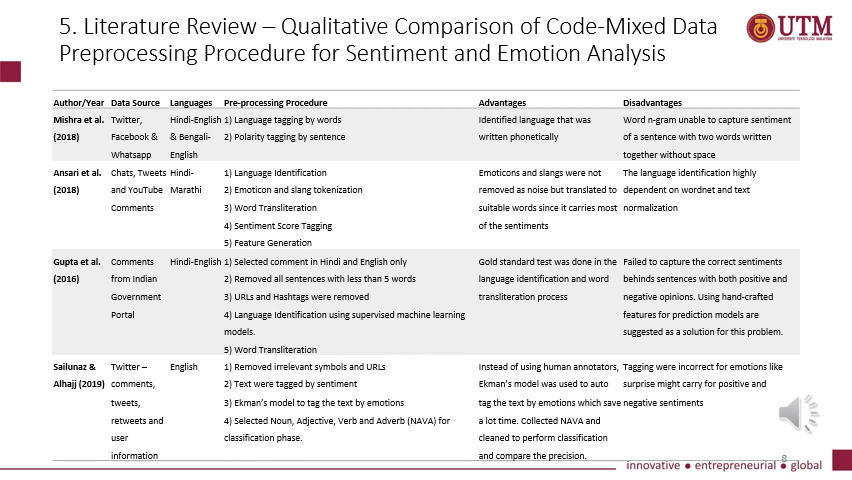 5. Literature Review – Qualitative Comparison of Code-Mixed Data
Preprocessing Procedure for Sentiment and Emotion Analysis
UTM
UNIVERSITI TEKNOLOGI MALAYSIA
Author/Year Data Source Languages Pre-processing Procedure Advantages Disadvantages
Mishra et al. Twitter, Hindi-English 1) Language tagging by words Identified language that was Word n-gram unable to capture sentiment
(2018) Facebook & & Bengali- 2) Polarity tagging by sentence written phonetically of a sentence with two words written
Whatsapp English together without space
Ansari et al. Chats, Tweets Hindi- 1) Language Identification Emoticons and slangs were not The language identification highly
(2018) and YouTube Marathi 2) Emoticon and slang tokenization removed as noise but translated to dependent on wordnet and text
Comments 3) Word Transliteration suitable words since it carries most normalization
4) Sentiment Score Tagging of the sentiments
5) Feature Generation
Gupta et al. Comments Hindi-English 1) Selected comment in Hindi and English only Gold standard test was done in the Failed to capture the correct sentiments
(2016) from Indian 2) Removed all sentences with less than 5 words language identification and word behinds sentences with both positive and
Government 3) URLs and Hashtags were removed transliteration process negative opinions. Using hand-crafted
Portal 4) Language Identification using supervised machine learning features for prediction models are
models. suggested as a solution for this problem.
5) Word Transliteration
Sailunaz & Twitter – English 1) Removed irrelevant symbols and URLs Instead of using human annotators, Tagging were incorrect for emotions like
Alhajj (2019) comments, 2) Text were tagged by sentiment Ekman's model was used to auto surprise might carry for positive and
tweets, 3) Ekman's model to tag the text by emotions tag the text by emotions which save negative sentiments
retweets and 4) Selected Noun, Adjective, Verb and Adverb (NAVA) for a lot time. Collected NAVA and
user classification phase. cleaned to perform classification
information and compare the precision.
8
innovative ● entrepreneurial ● global